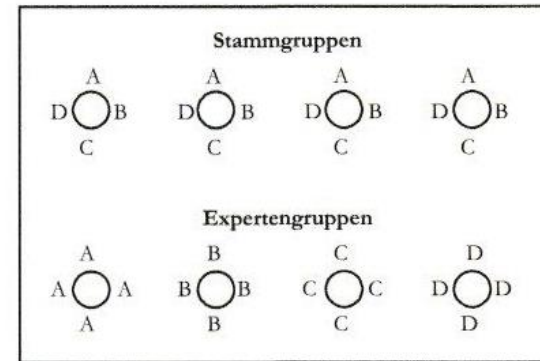 Stammgruppen
A A A A
D B D B D B D B
C C C C
Expertengruppen
A B C D
A A B B C C D D
A B C D